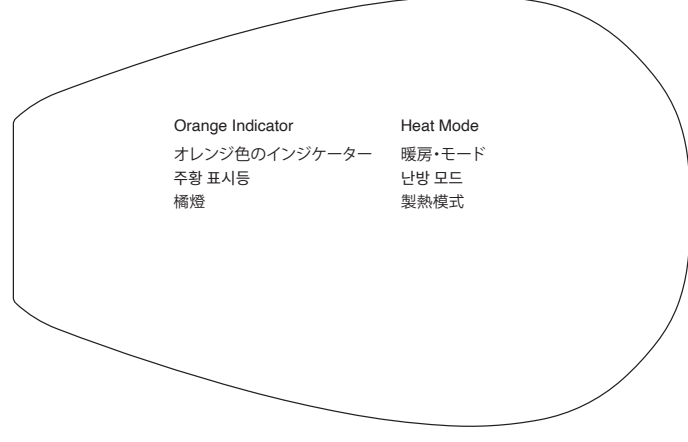 Orange Indicator Heat Mode
オレンジ色のインジケーター 暖房・モード
주황 표시등 난방 모드
橘燈 製熱模式